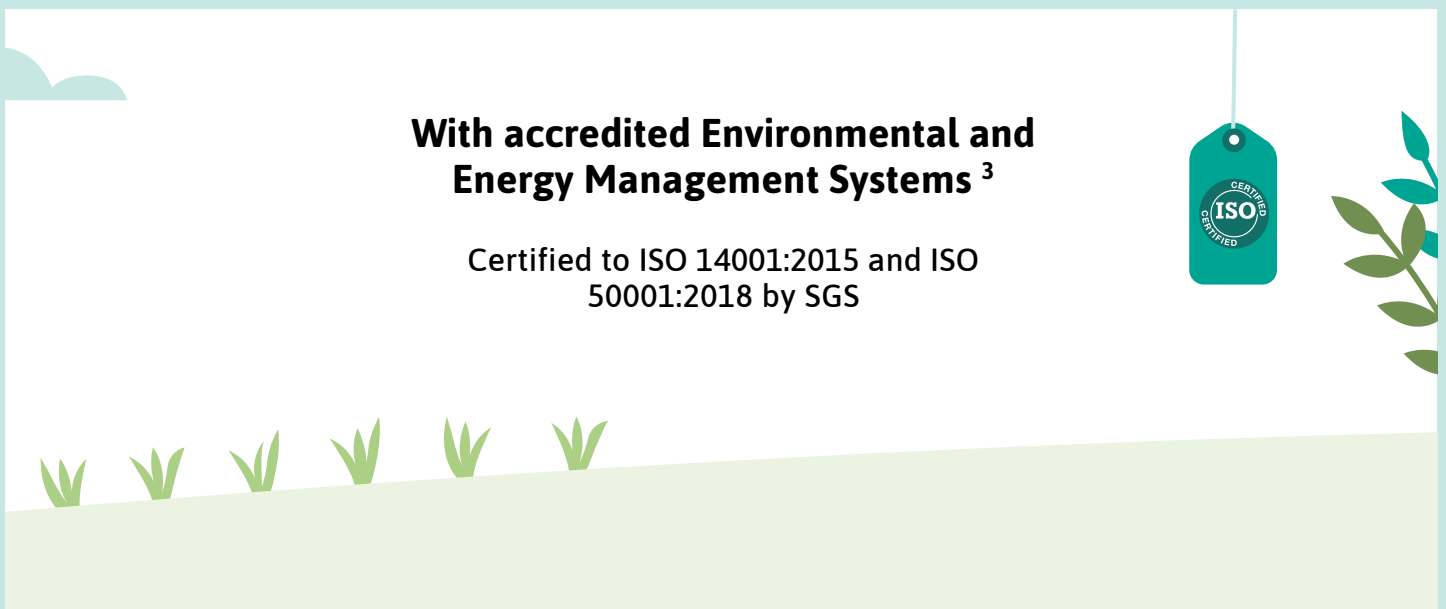 With accredited Environmental and
Energy Management Systems ³
Certified to ISO 14001:2015 and ISO
50001:2018 by SGS
CERTIFIED
ISO
CERTIFIED